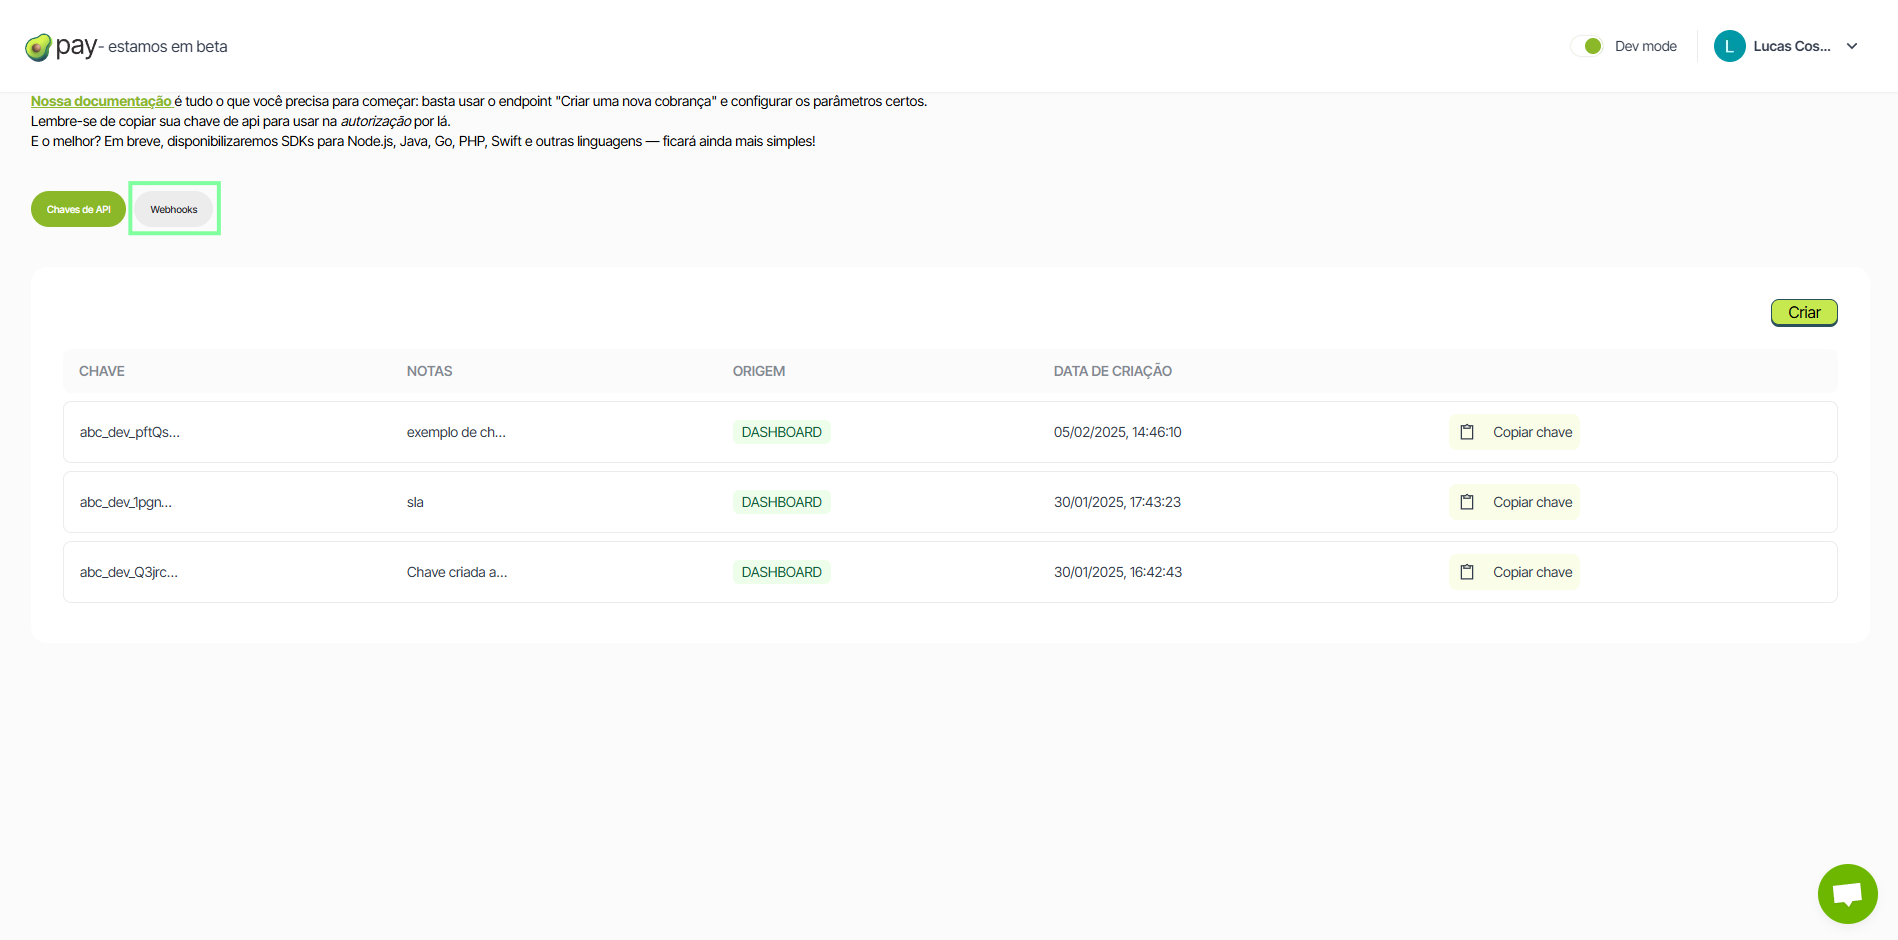 pay - estamos em beta
Dev mode
L
Lucas Cos...
Nossa documentação é tudo o que você precisa para começar: basta usar o endpoint "Criar uma nova cobrança" e configurar os parâmetros certos.
Lembre-se de copiar sua chave de api para usar na autorização por lá.
E o melhor? Em breve, disponibilizaremos SDKs para Node.js, Java, Go, PHP, Swift e outras linguagens — ficará ainda mais simples!
Chaves de API
Webhooks
Criar
CHAVE NOTAS ORIGEM DATA DE CRIAÇÃO
abc_dev_pftQs... exemplo de ch... DASHBOARD 05/02/2025, 14:46:10 Copiar chave
abc_dev_1pgn... sla DASHBOARD 30/01/2025, 17:43:23 Copiar chave
abc_dev_Q3jrc... Chave criada a... DASHBOARD 30/01/2025, 16:42:43 Copiar chave